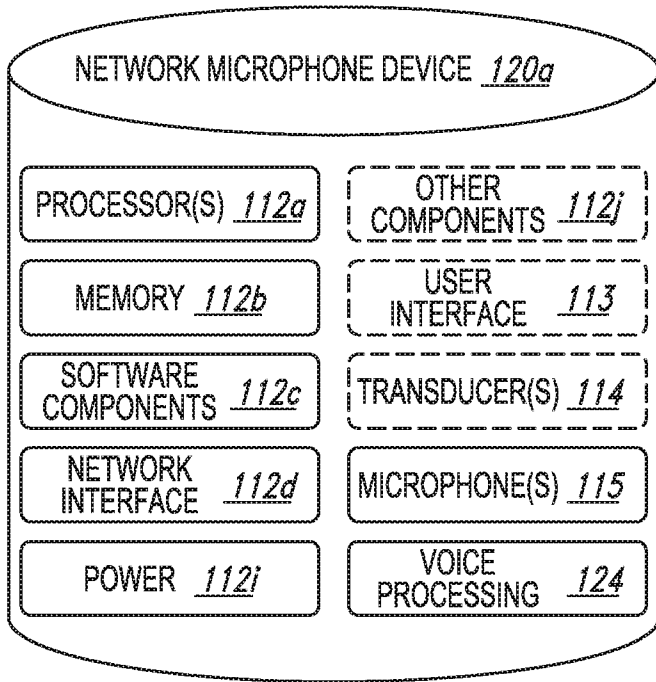 NETWORK MICROPHONE DEVICE 120a
PROCESSOR(S) 112a
MEMORY 112b
SOFTWARE
COMPONENTS 112c
NETWORK
INTERFACE 112d
POWER 112i
OTHER
COMPONENTS 112j
USER
INTERFACE 113
TRANSDUCER(S) 114
MICROPHONE(S) 115
VOICE
PROCESSING 124